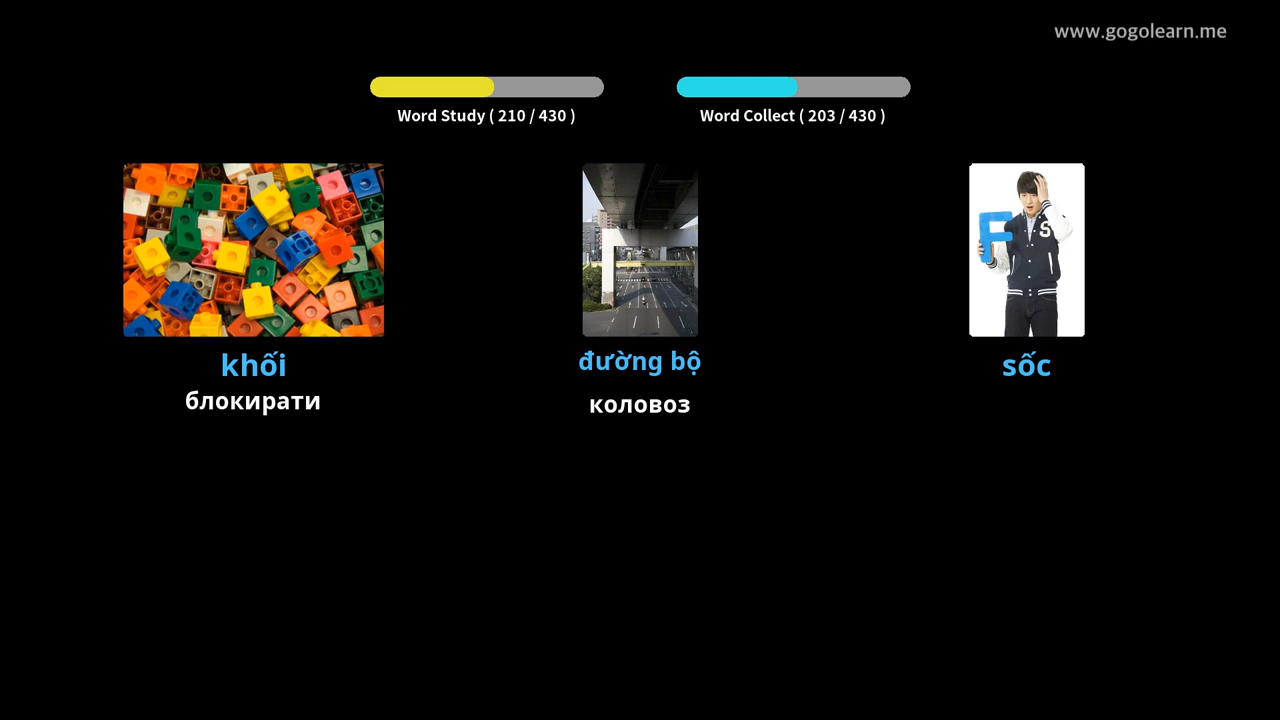 www.gogolearn.me
Word Study ( 210 / 430 )
Word Collect ( 203 / 430 )
F
S
khối
đường bộ
sốc
блокирати
коловоз